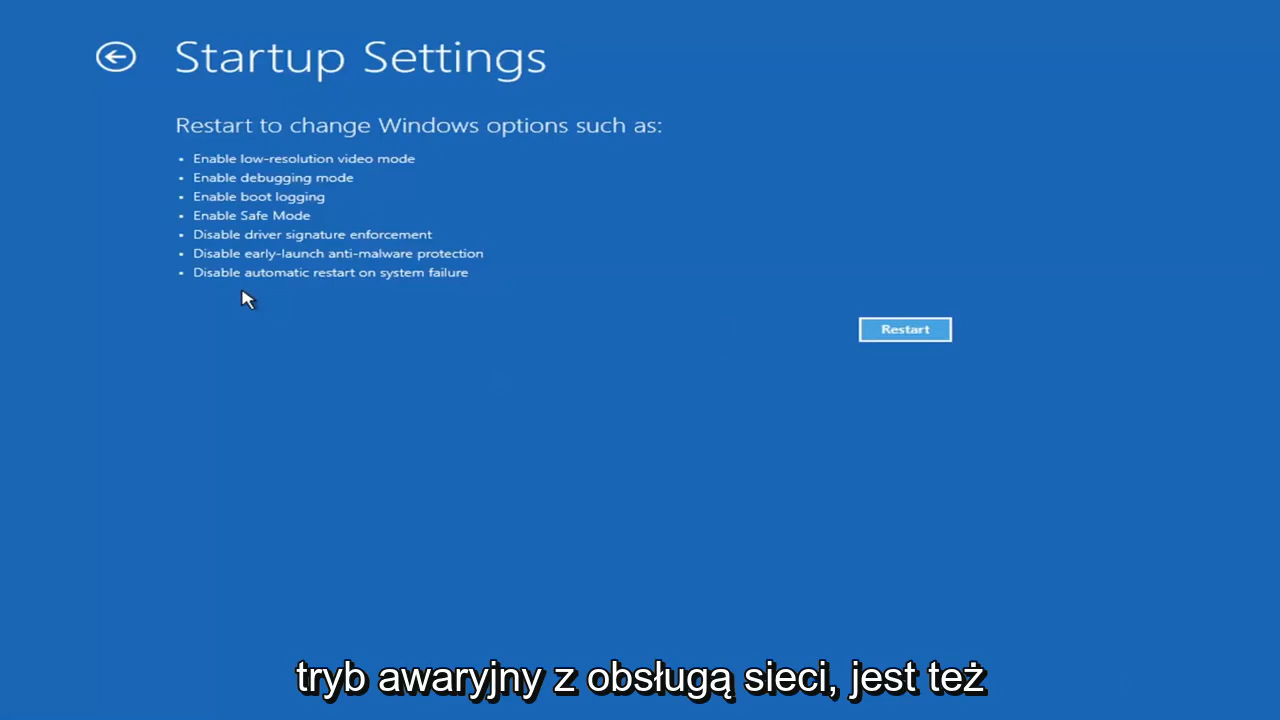 Startup Settings
Restart to change Windows options such as:
• Enable low-resolution video mode
• Enable debugging mode
• Enable boot logging
• Enable Safe Mode
• Disable driver signature enforcement
• Disable early-launch anti-malware protection
• Disable automatic restart on system failure
Restart
tryb awaryjny z obsługą sieci, jest też